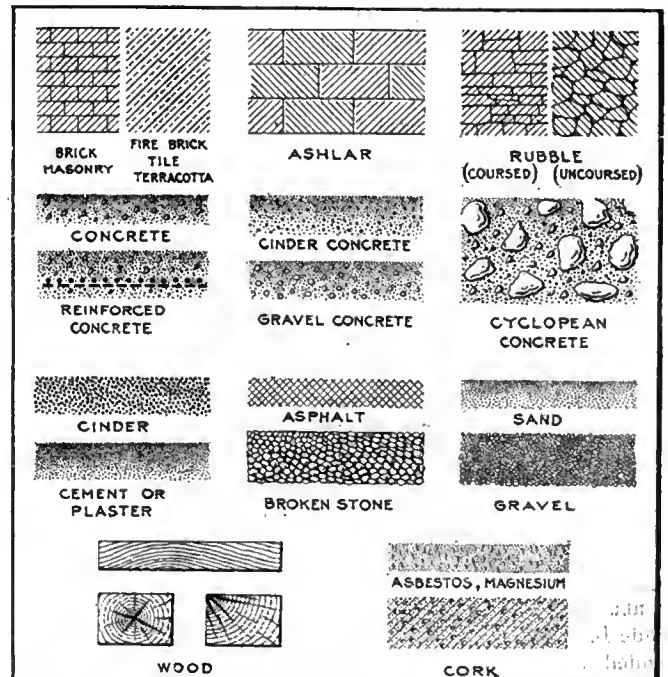 BRICK
MASONRY
FIRE BRICK
TILE
TERRACOTTA
ASHLAR
RUBBLE
(COURSED) (UNCOURSED)
CONCRETE
CINDER CONCRETE
REINFORCED
CONCRETE
GRAVEL CONCRETE
CYCLOPEAN
CONCRETE
CINDER
ASPHALT
SAND
CEMENT OR
PLASTER
BROKEN STONE
GRAVEL
ASBESTOS, MAGNESIUM
WOOD
CORK